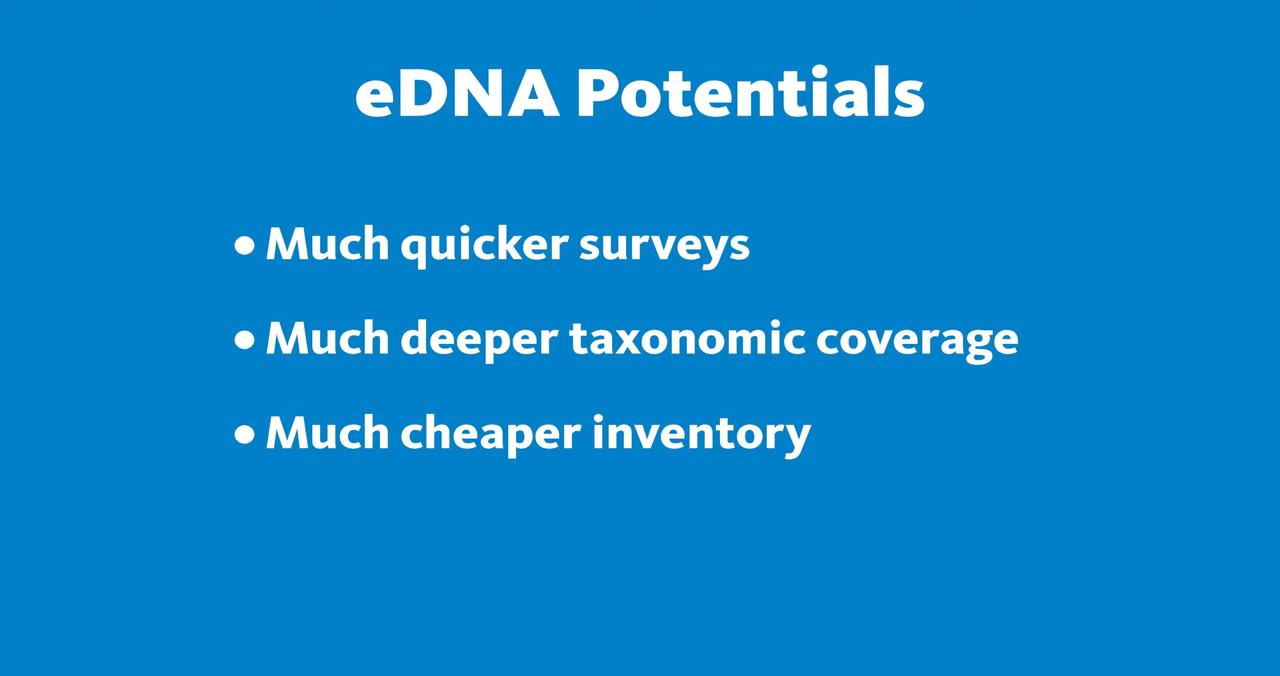 eDNA Potentials
• Much quicker surveys
• Much deeper taxonomic coverage
• Much cheaper inventory